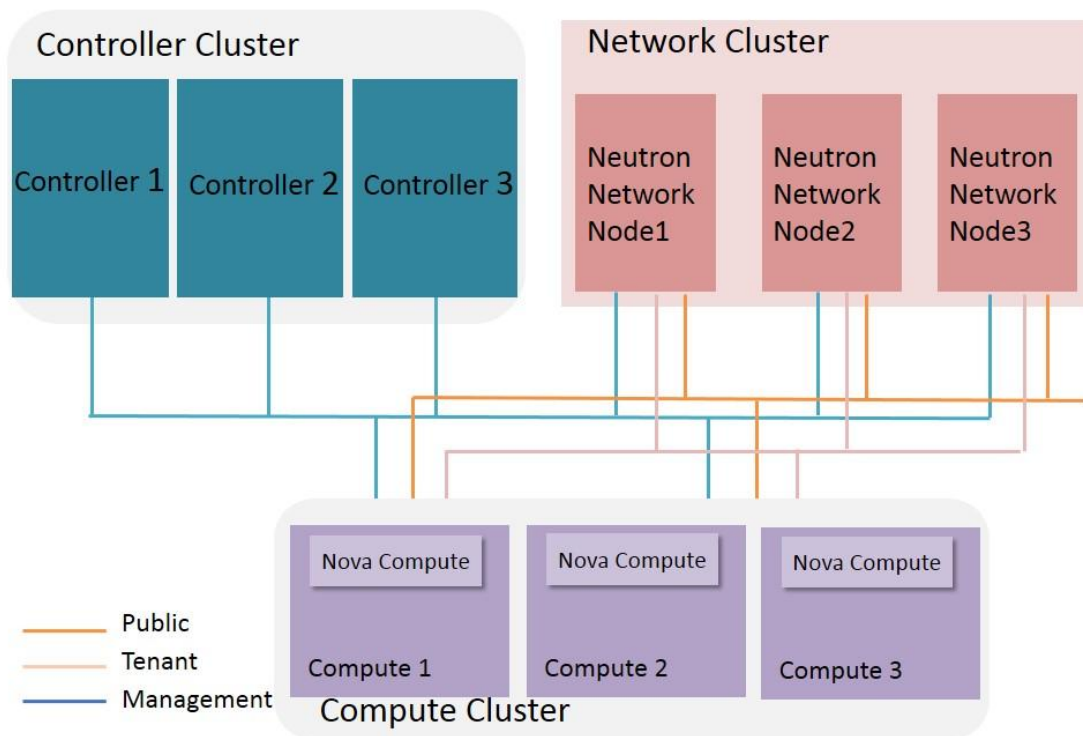 Controller Cluster
Controller 1
Controller 2
Controller 3
Network Cluster
Neutron
Network
Node1
Neutron
Network
Node2
Neutron
Network
Node3
Nova Compute
Compute 1
Nova Compute
Compute 2
Nova Compute
Compute 3
Compute Cluster
Public
Tenant
Management